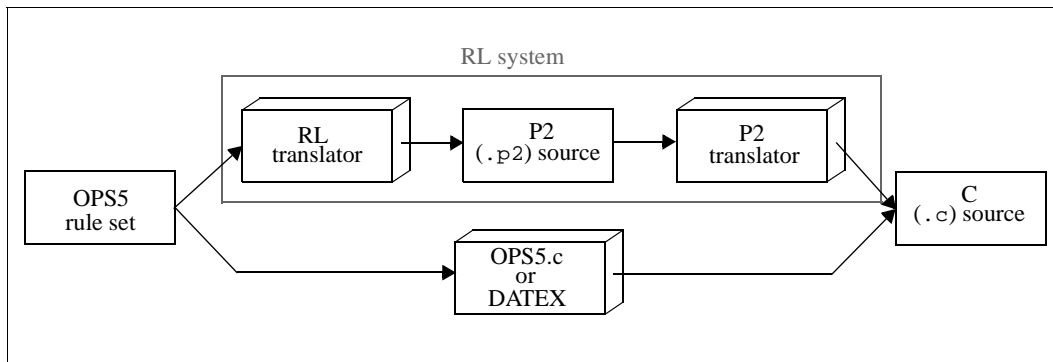 RL system
RL
translator
P2
(.p2) source
P2
translator
OPS5
rule set
C
(.c) source
OPS5.c
or
DATEX